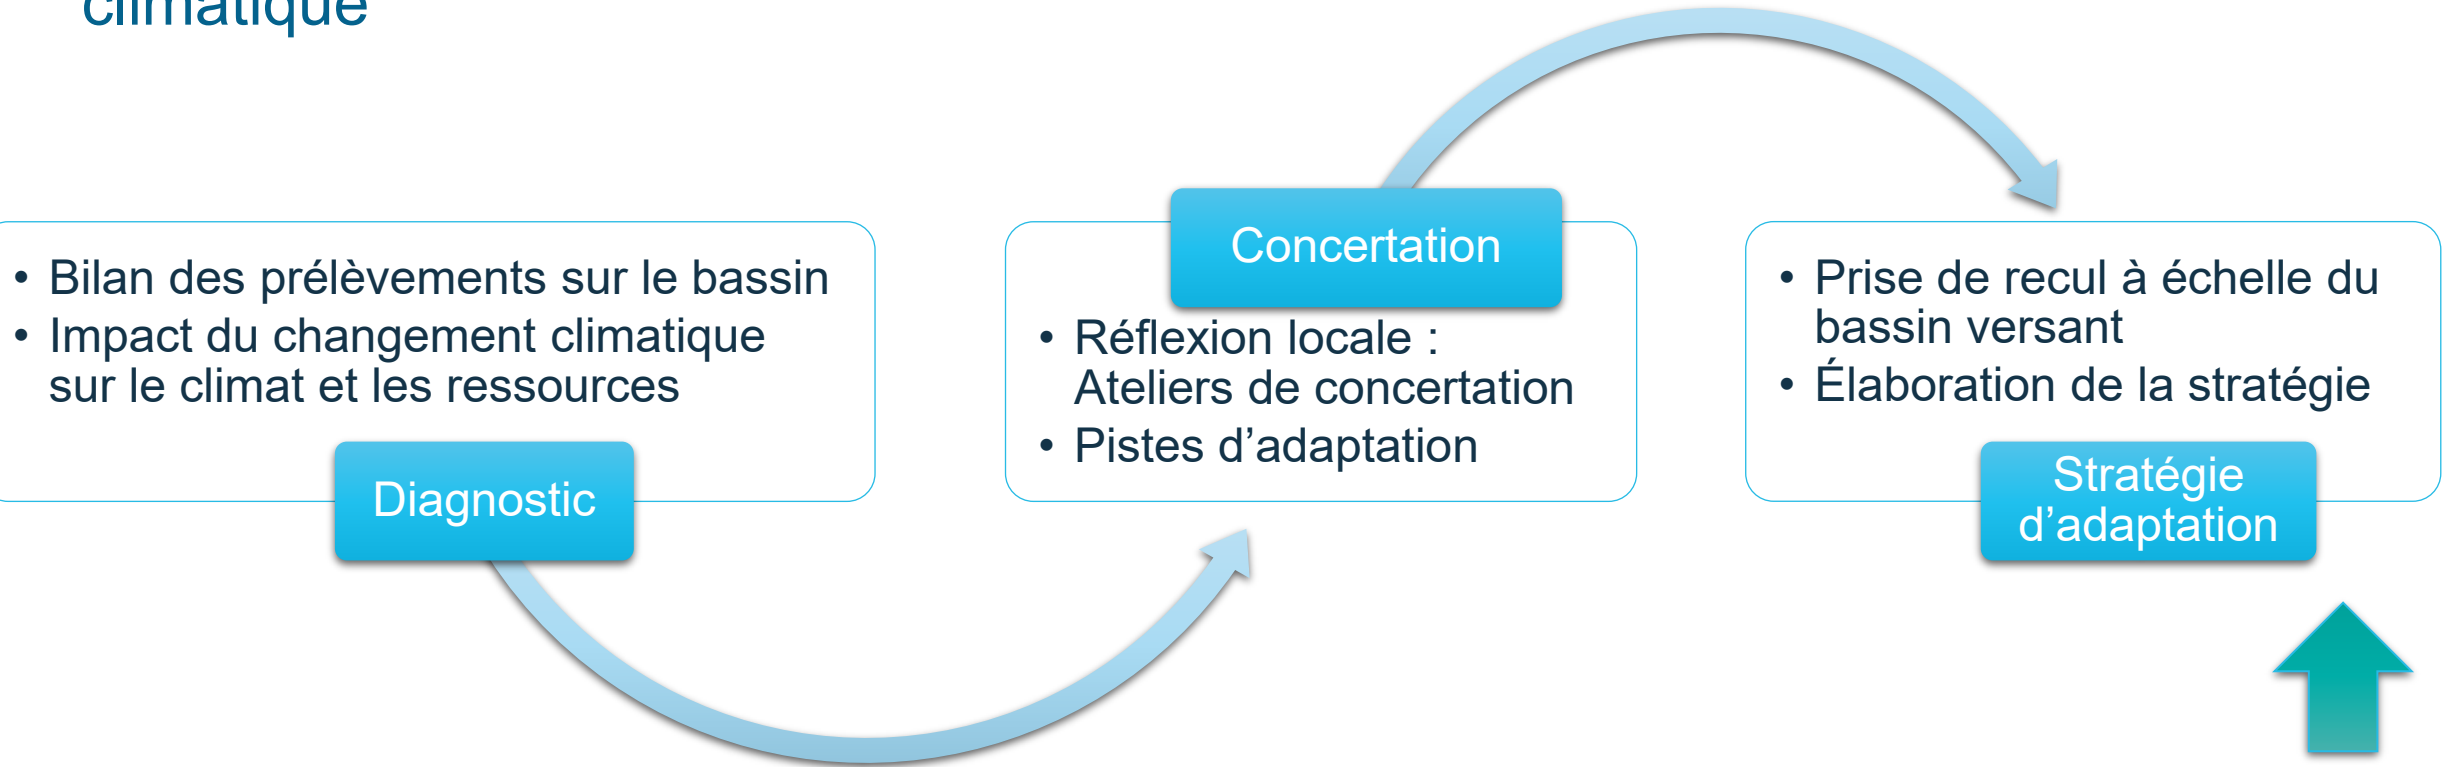 climatique
• Bilan des prélèvements sur le bassin
• Impact du changement climatique
sur le climat et les ressources
Diagnostic
Concertation
• Réflexion locale :
Ateliers de concertation
• Pistes d’adaptation
• Prise de recul à échelle du
bassin versant
• Élaboration de la stratégie
Stratégie
d’adaptation